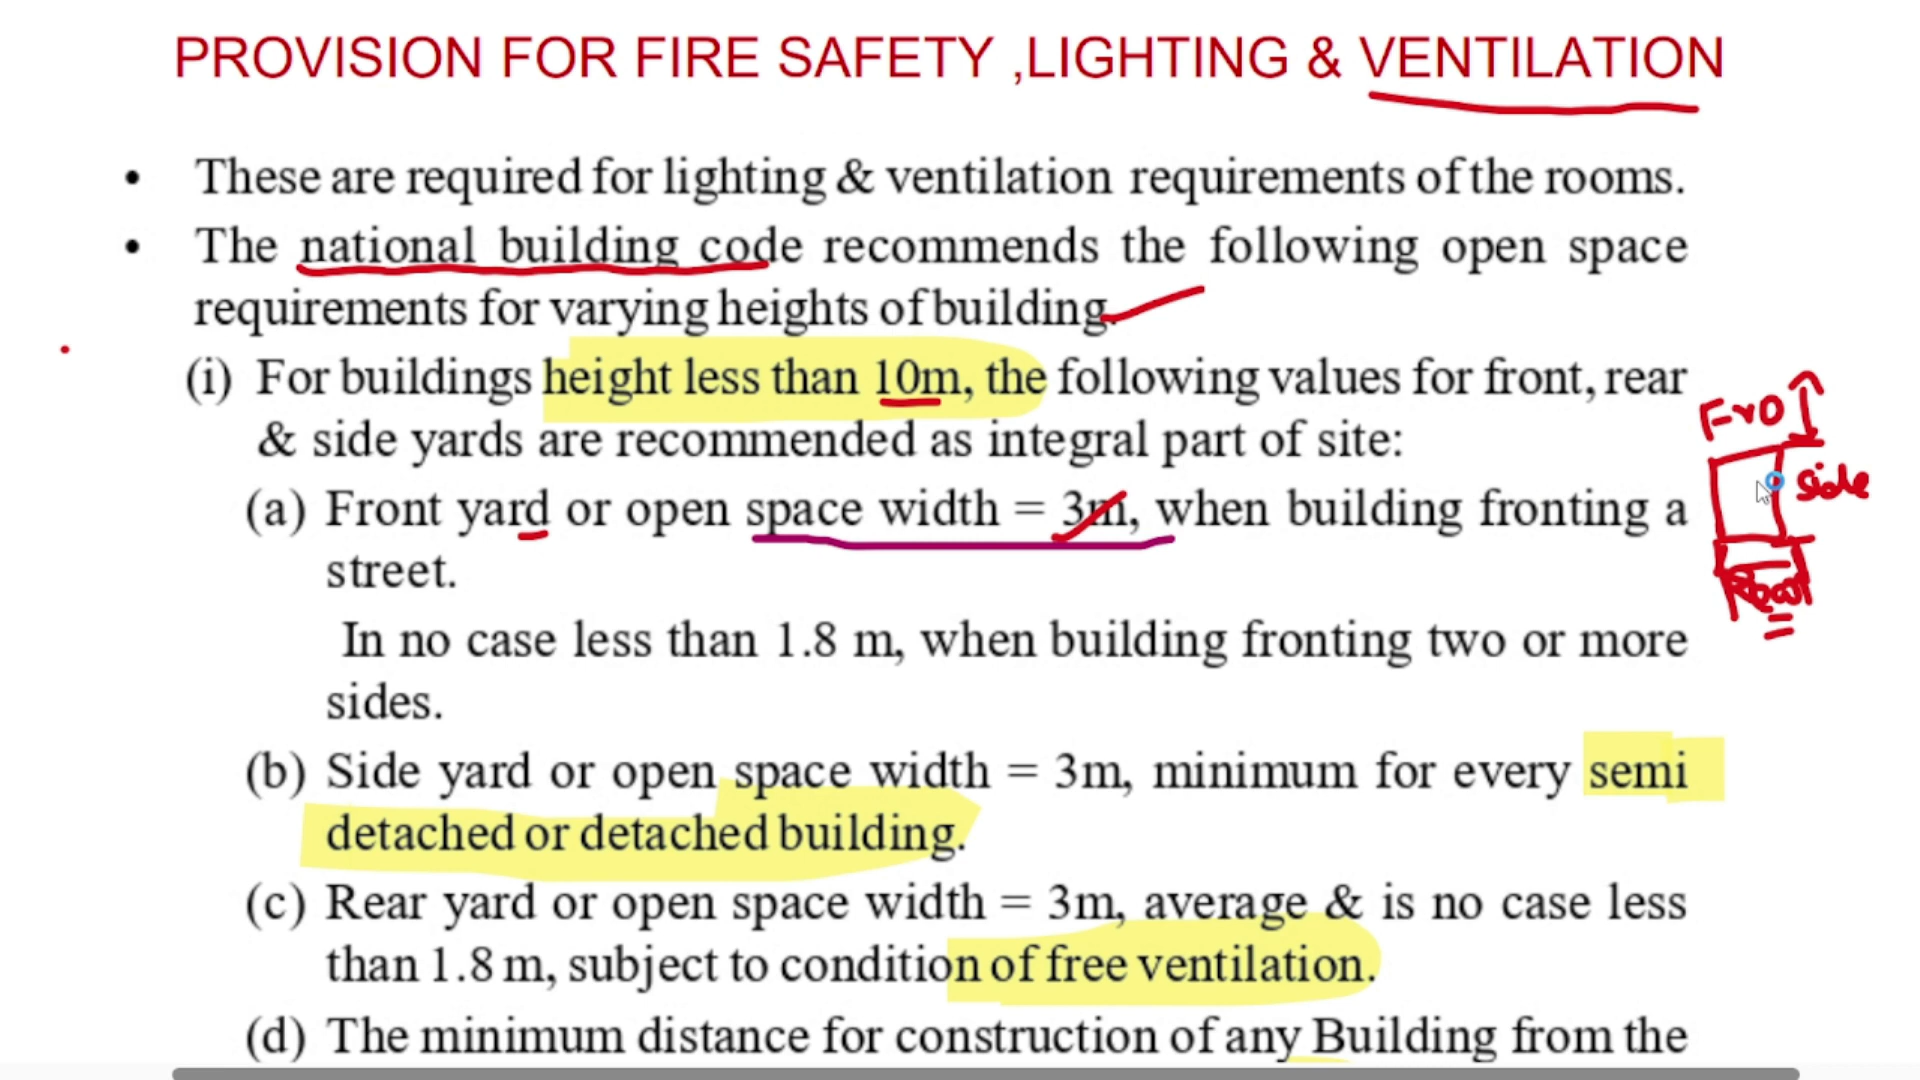 PROVISION FOR FIRE SAFETY ,LIGHTING & VENTILATION
• These are required for lighting & ventilation requirements of the rooms.
• The national building code recommends the following open space
requirements for varying heights of building.
(i) For buildings height less than 10m, the following values for front, rear
& side yards are recommended as integral part of site:
Fro
(a) Front yard or open space width = 3m, when building fronting a
side
street.
Rear
In no case less than 1.8 m, when building fronting two or more
sides.
(b) Side yard or open space width = 3m, minimum for every semi
detached or detached building.
(c) Rear yard or open space width = 3m, average & is no case less
than 1.8 m, subject to condition of free ventilation.
(d) The minimum distance for construction of any Building from the